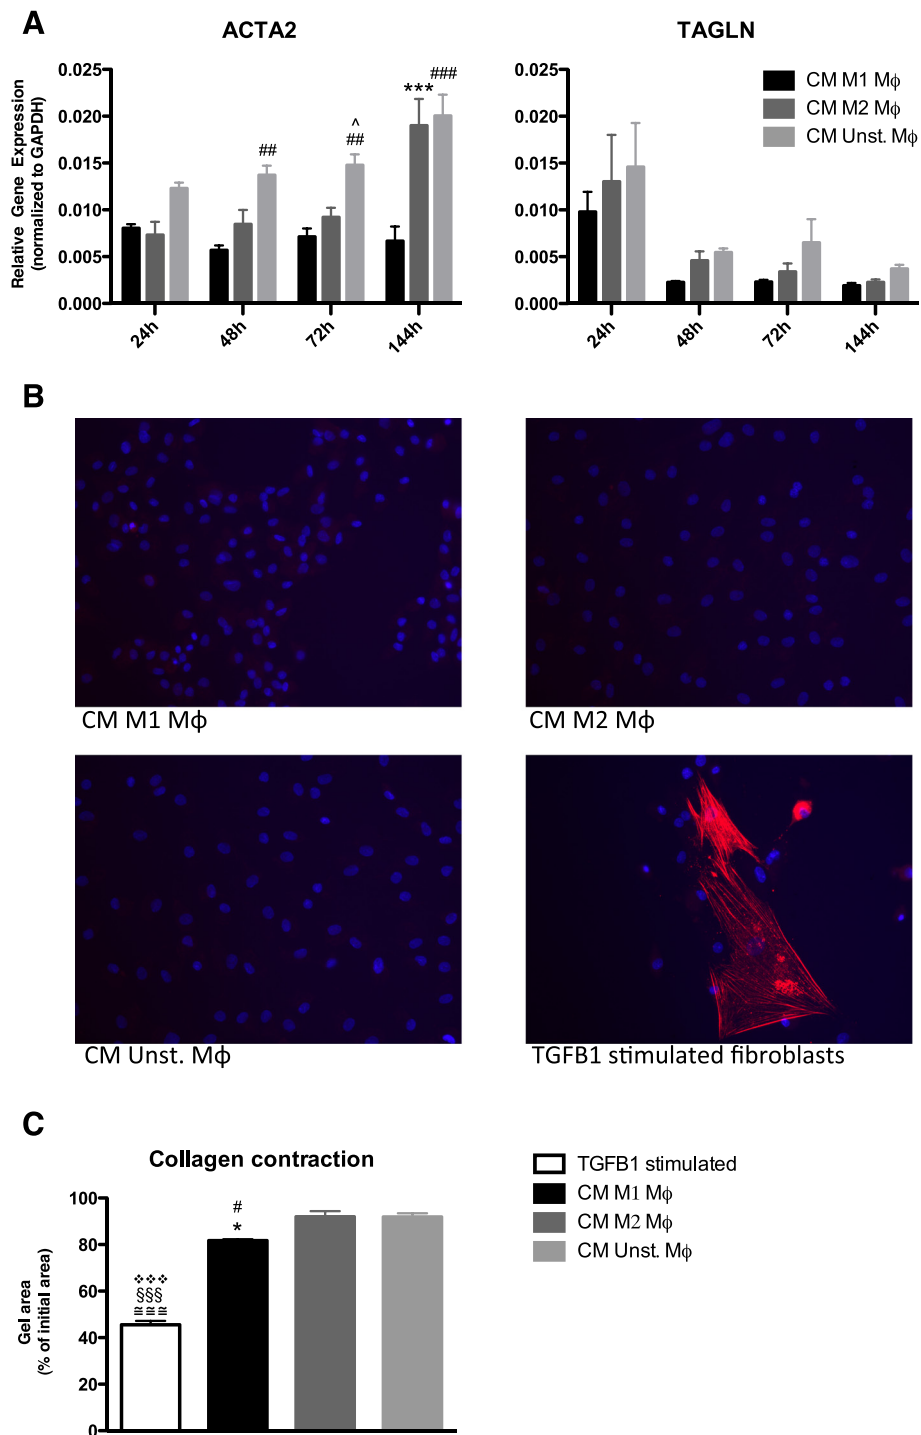 A
ACTA2
Relative Gene Expression
(normalized to GAPDH)
0.025
0.020
0.015
0.010
0.005
0.000
##
^
##
***
###
24h
48h
72h
144h
TAGLN
0.025
0.020
0.015
0.010
0.005
0.000
24h
48h
72h
144h
CM M1 Mϕ
CM M2 Mϕ
CM Unst. Mϕ
B
CM M1 Mϕ
CM M2 Mϕ
CM Unst. Mϕ
TGFB1 stimulated fibroblasts
C
Collagen contraction
Gel area
(% of initial area)
100
80
60
40
20
0
❖❖❖
§§§
≅≅≅
#
*
TGFB1 stimulated
CM M1 Mϕ
CM M2 Mϕ
CM Unst. Mϕ